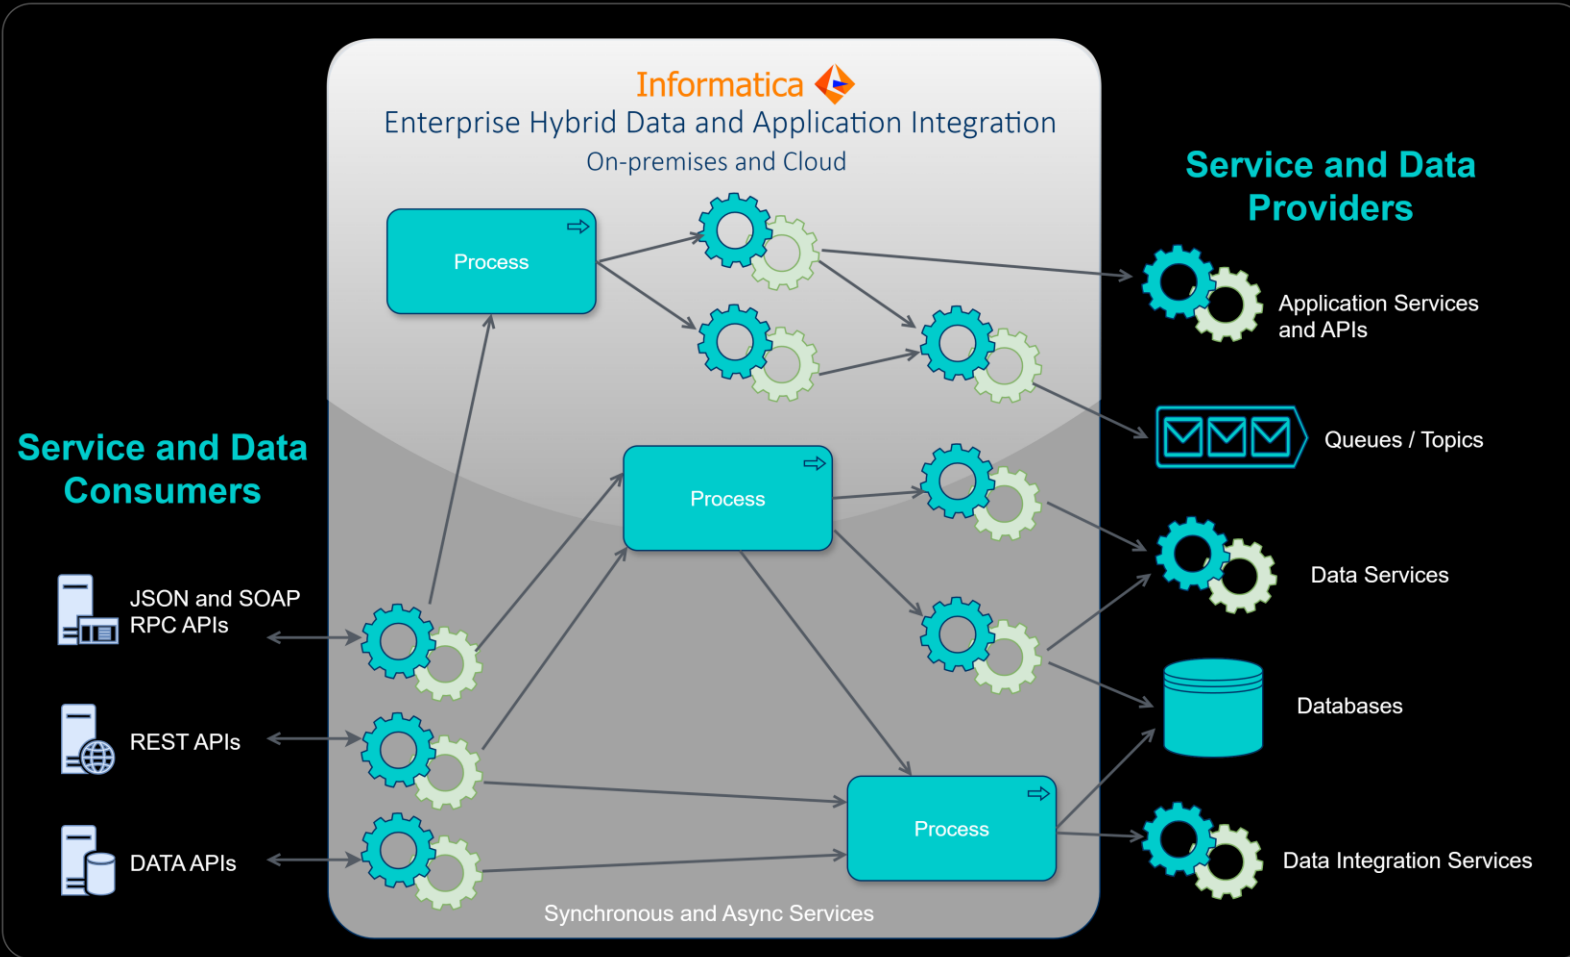 Informatica
Enterprise Hybrid Data and Application Integration
On-premises and Cloud
Service and Data
Providers
Process
Application Services
and APIs
Queues / Topics
Service and Data
Consumers
Process
Data Services
JSON and SOAP
RPC APIs
Databases
REST APIs
Process
Data Integration Services
DATA APIs
Synchronous and Async Services